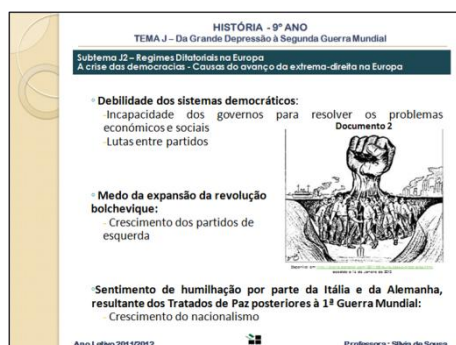 HISTÓRIA - 9º ANO
TEMA J – Da Grande Depressão à Segunda Guerra Mundial
Subtema J2 – Regimes Ditatoriais na Europa
A crise das democracias - Causas do avanço da extrema-direita na Europa
Debilidade dos sistemas democráticos:
-Incapacidade dos governos para resolver os problemas
económicos e sociais
-Lutas entre partidos
Documento 2
Medo da expansão da revolução
bolchevique:
- Crescimento dos partidos de
esquerda
Sentimento de humilhação por parte da Itália e da Alemanha,
resultante dos Tratados de Paz posteriores à 1ª Guerra Mundial:
- Crescimento do nacionalismo
Ano Letivo 2011/2012
Professora : Sílvia de Sousa